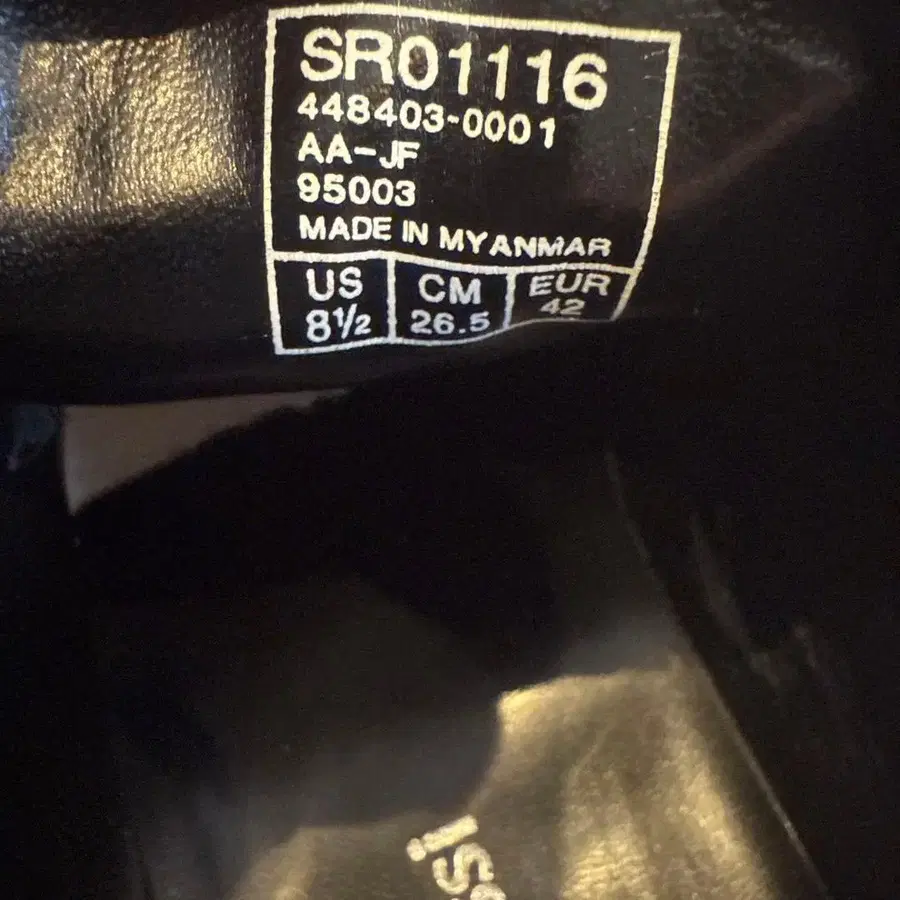 SR01116
448403-0001
AA-JF
95003
MADE IN MYANMAR
US CM EUR
8½ 26.5 42